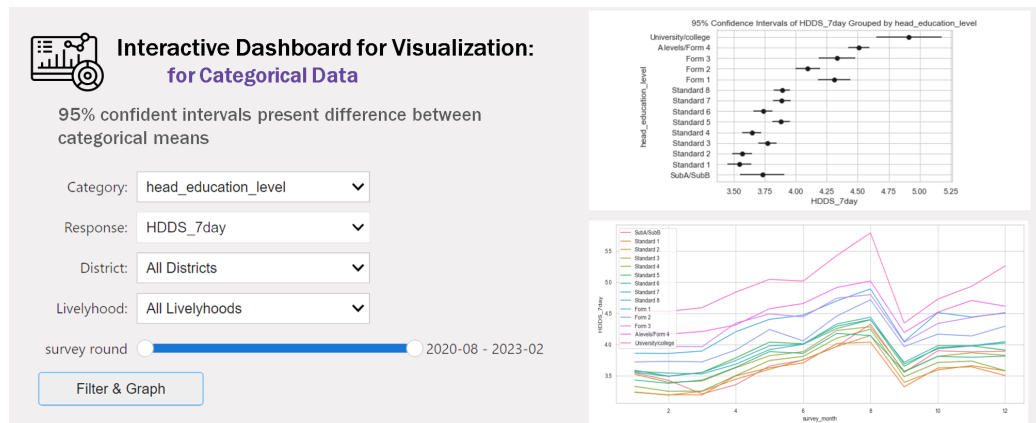 Interactive Dashboard for Visualization:
for Categorical Data
95% confident intervals present difference between
categorical means
Category:
head_education_level
Response:
HDDS_7day
District:
All Districts
Livelyhood:
All Livelyhoods
survey round
2020-08 - 2023-02
Filter & Graph
95% Confidence Intervals of HDDS_7day Grouped by head_education_level
head_education_level
University/college
A levels/Form 4
Form 3
Form 2
Form 1
Standard 8
Standard 7
Standard 6
Standard 5
Standard 4
Standard 3
Standard 2
Standard 1
SubA/SubB
3.50 3.75 4.00 4.25 4.50 4.75 5.00 5.25
HDDS_7day
SubA/SubB
Standard 1
Standard 2
Standard 3
Standard 4
Standard 5
Standard 6
Standard 7
Standard 8
Form 1
Form 2
Form 3
A levels/Form 4
University/college
HDDS_7day
5.5
5.0
4.5
4.0
3.5
2 4 6 8 10 12
survey_month